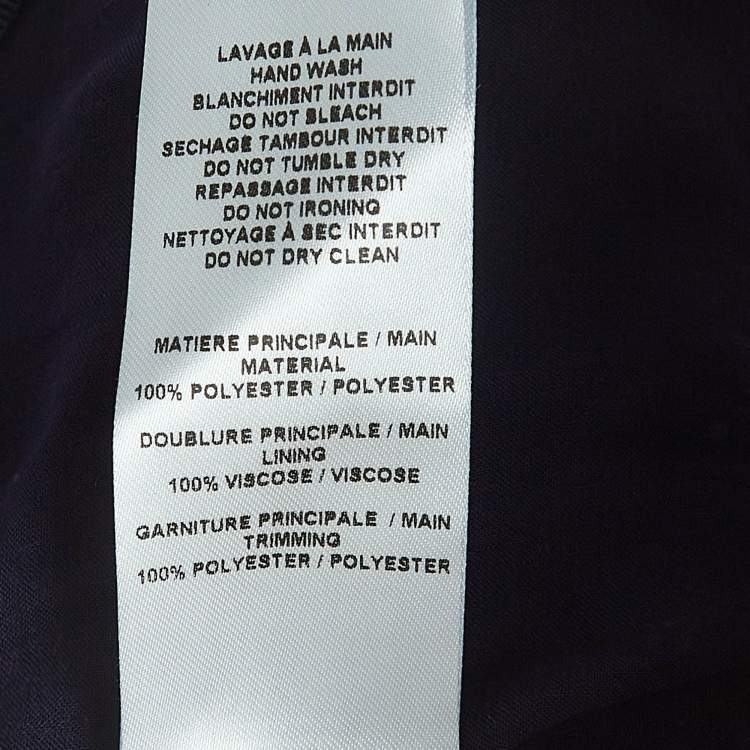 LAVAGE À LA MAIN
HAND WASH
BLANCHIMENT INTERDIT
DO NOT BLEACH
SECHAGE TAMBOUR INTERDIT
DO NOT TUMBLE DRY
REPASSAGE INTERDIT
DO NOT IRONING
NETTOYAGE À SEC INTERDIT
DO NOT DRY CLEAN
MATIERE PRINCIPALE / MAIN
MATERIAL
100% POLYESTER / POLYESTER
DOUBLURE PRINCIPALE / MAIN
LINING
100% VISCOSE / VISCOSE
GARNITURE PRINCIPALE / MAIN
TRIMMING
100% POLYESTER / POLYESTER